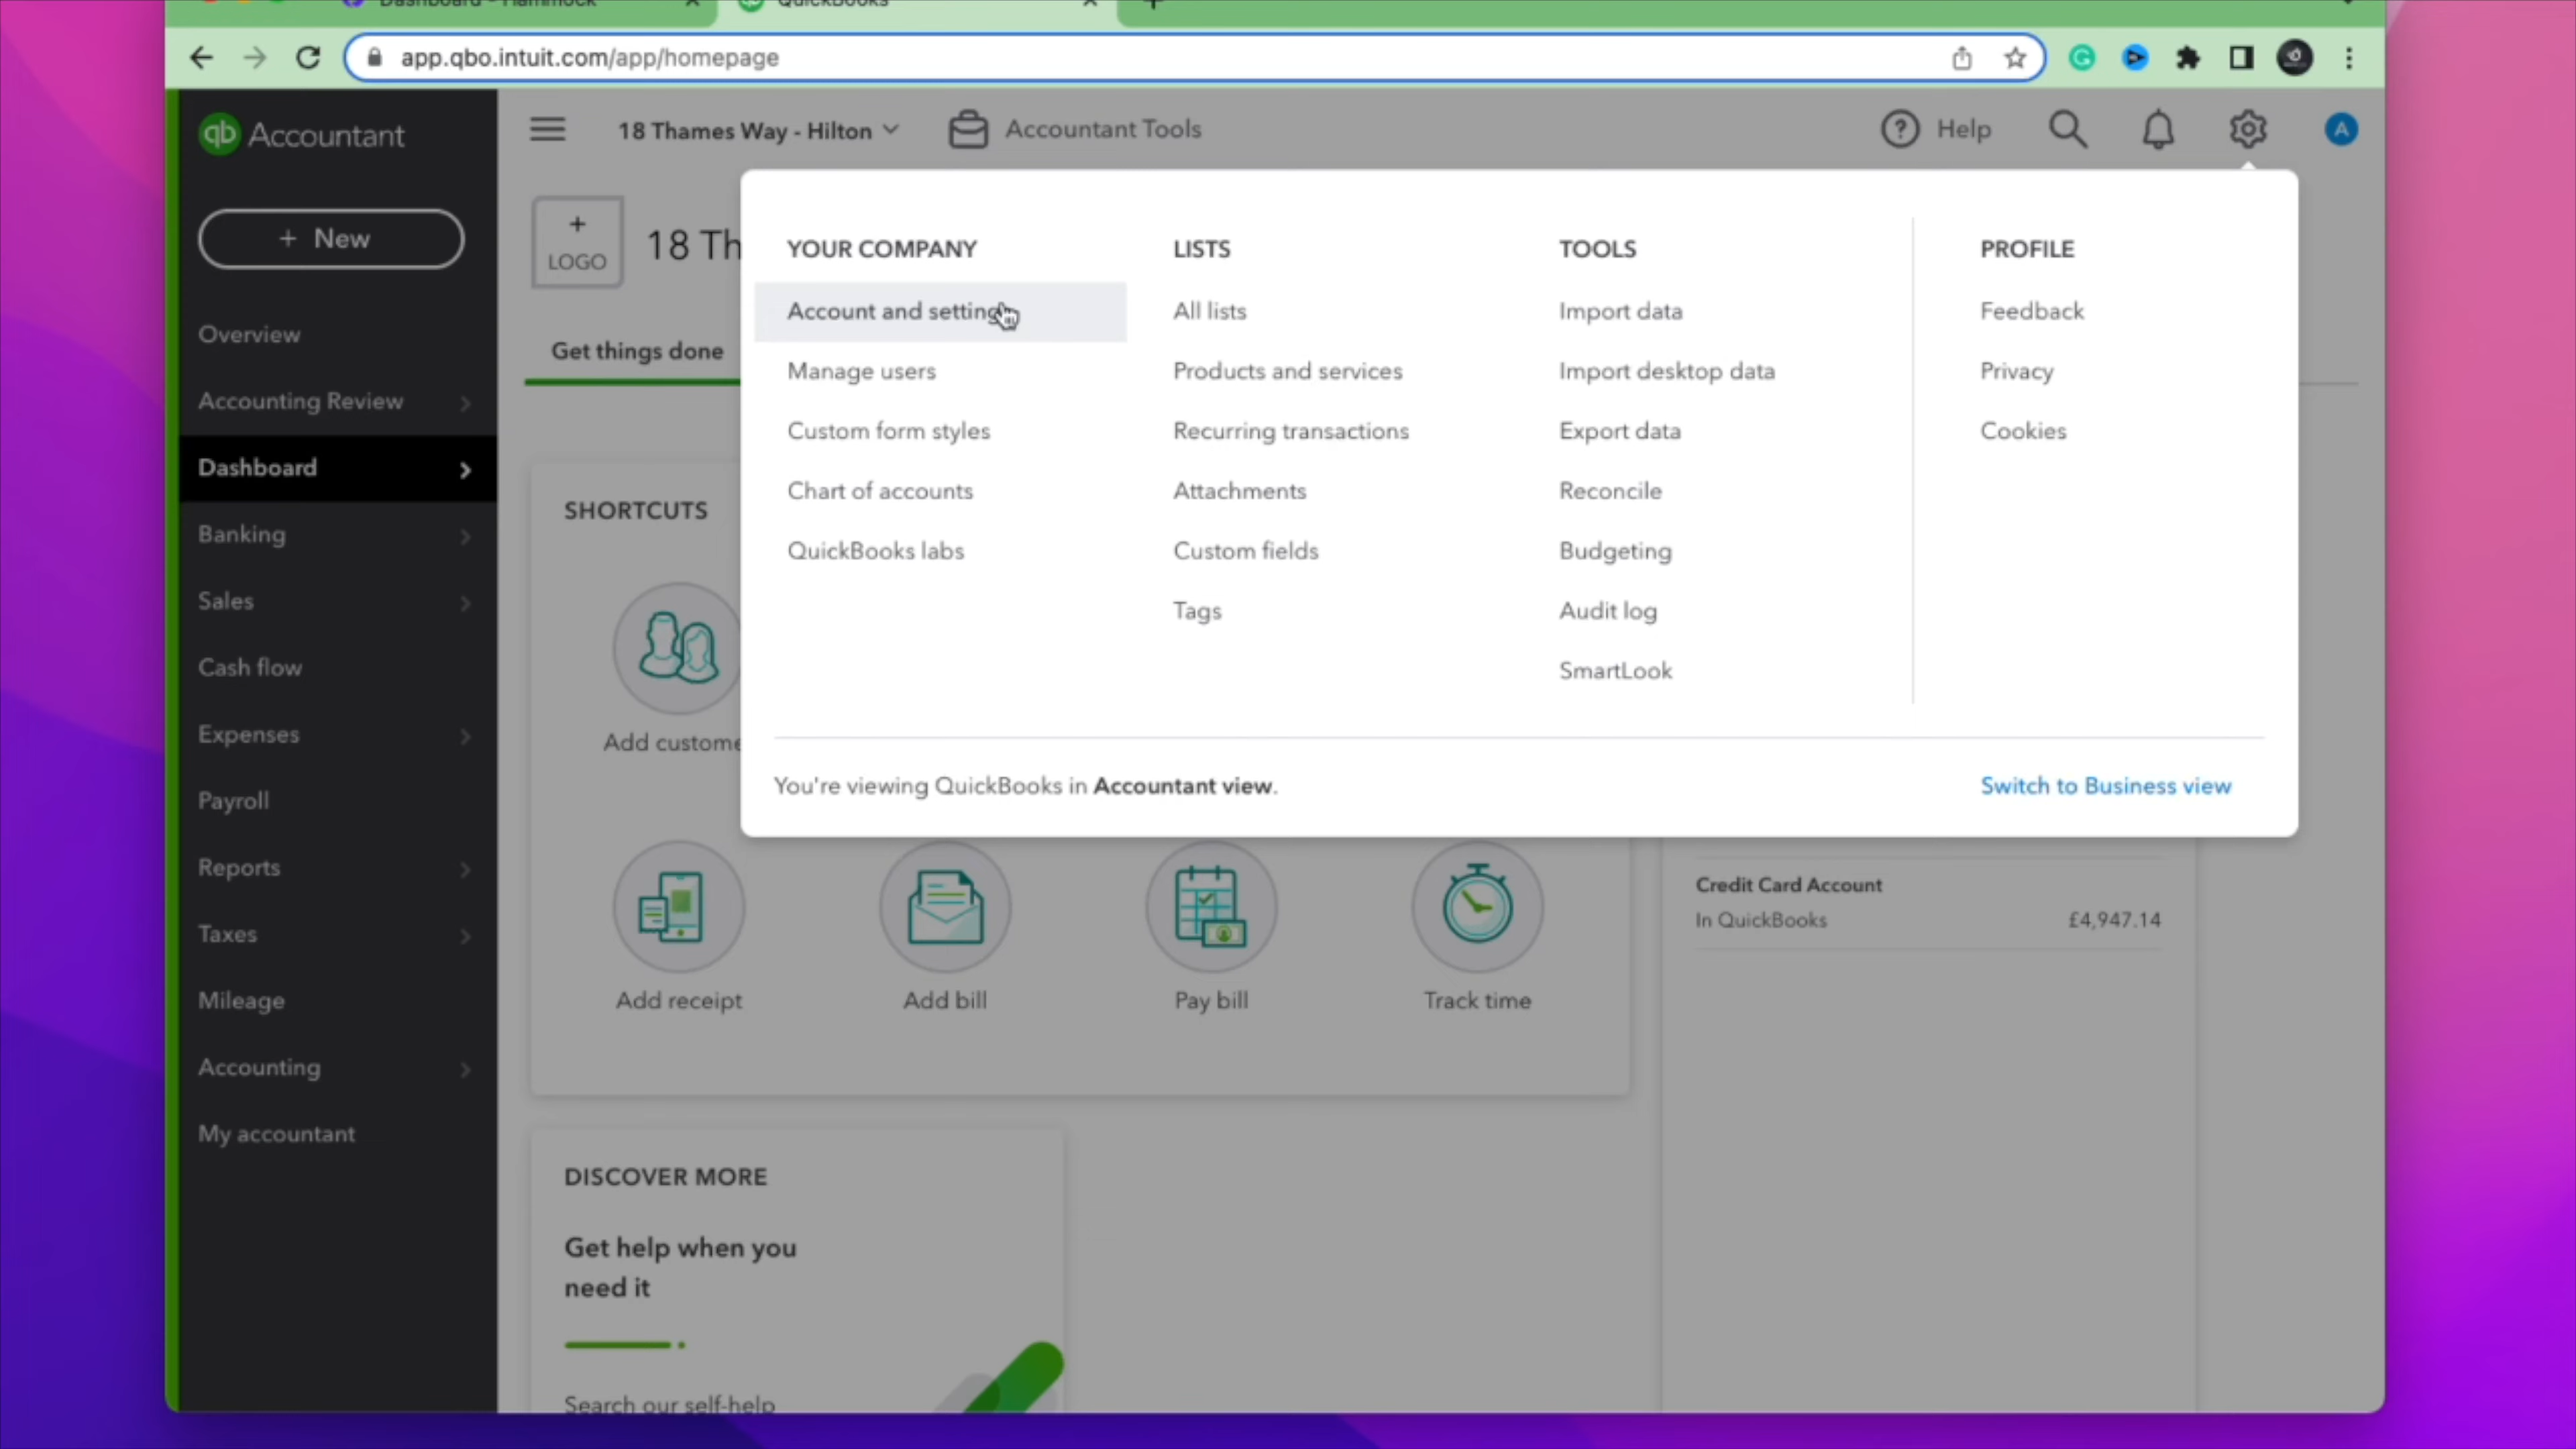 Dashboard - Hammock
QuickBooks
app.qbo.intuit.com/app/homepage
qb Accountant
18 Thames Way - Hilton
Accountant Tools
Help
A
+ New
+
LOGO
18 Th
Get things done
Overview
Accounting Review
Dashboard
Banking
Sales
Cash flow
Expenses
Payroll
Reports
Taxes
Mileage
Accounting
My accountant
YOUR COMPANY
Account and setting
Manage users
Custom form styles
Chart of accounts
QuickBooks labs
LISTS
All lists
Products and services
Recurring transactions
Attachments
Custom fields
Tags
TOOLS
Import data
Import desktop data
Export data
Reconcile
Budgeting
Audit log
SmartLook
PROFILE
Feedback
Privacy
Cookies
You're viewing QuickBooks in Accountant view.
Switch to Business view
SHORTCUTS
Add custome
Add receipt
Add bill
Pay bill
Track time
Credit Card Account
In QuickBooks
£4,947.14
DISCOVER MORE
Get help when you
need it
Search our self-help